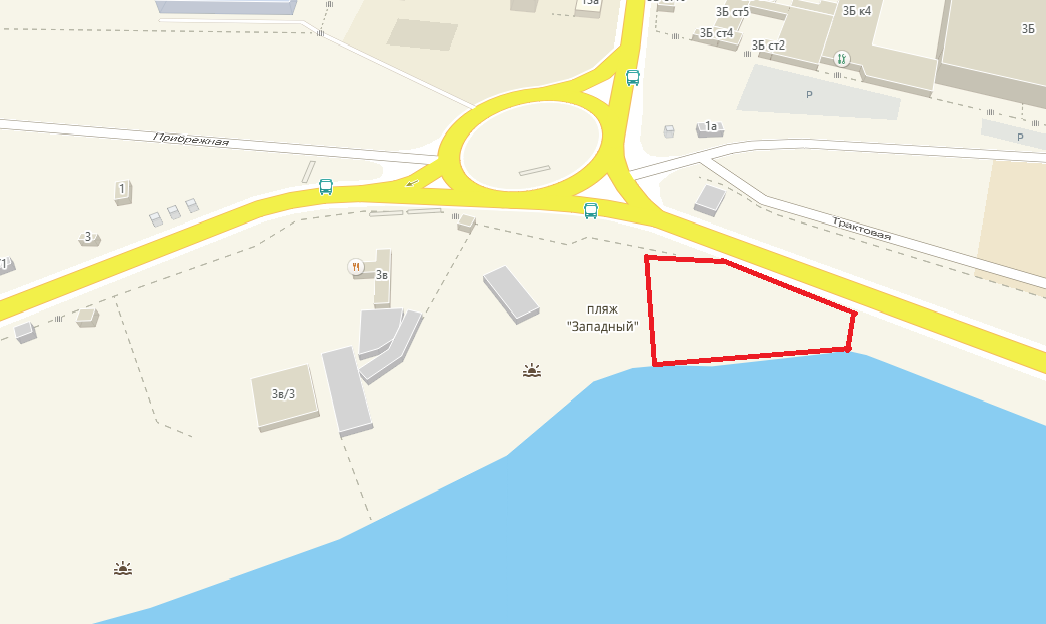 13а
3Б ст5
3Б к4
3Б
3Б ст4
3Б ст2
P
1а
P
Прибрежная
1
Трактовая
3
1
3в
пляж
"Западный"
3в/3